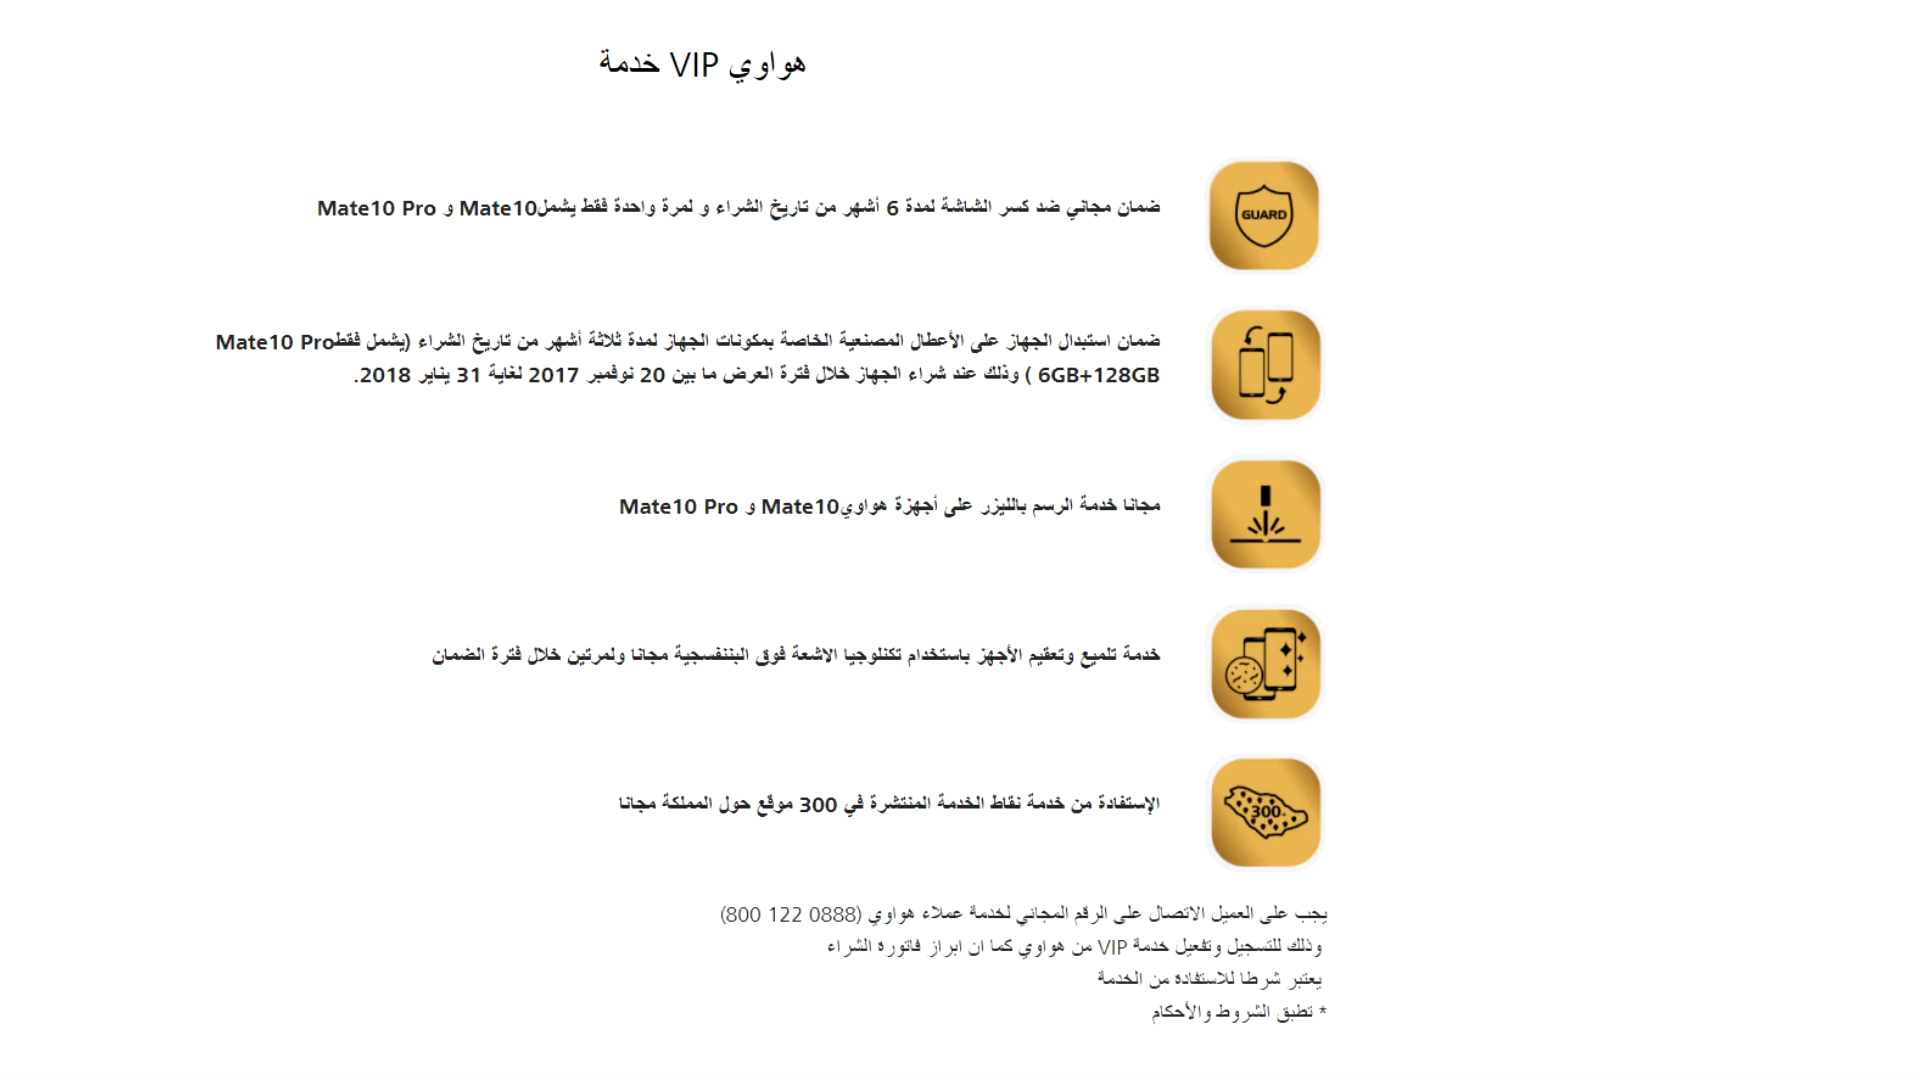 هواوي VIP خدمة
GUARD
ضمان مجاني ضد كسر الشاشة لمدة 6 أشهر من تاريخ الشراء و لمرة واحدة فقط يشملMate10 و Mate10 Pro
ضمان استبدال الجهاز على الأعطال المصنعية الخاصة بمكونات الجهاز لمدة ثلاثة أشهر من تاريخ الشراء (يشمل فقطMate10 Pro
6GB+128GB ) وذلك عند شراء الجهاز خلال فترة العرض ما بين 20 نوفمبر 2017 لغاية 31 يناير 2018.
مجانا خدمة الرسم بالليزر على أجهزة هواويMate10 و Mate10 Pro
خدمة تلميع وتعقيم الأجهز باستخدام تكنلوجيا الاشعة فوق البننفسجية مجانا ولمرتين خلال فترة الضمان
300+
الإستفادة من خدمة نقاط الخدمة المنتشرة في 300 موقع حول المملكة مجانا
يجب على العميل الاتصال على الرقم المجاني لخدمة عملاء هواوي (0888 122 800)
وذلك للتسجيل وتفعيل خدمة VIP من هواوي كما ان ابراز فاتورة الشراء
يعتبر شرطا للاستفادة من الخدمة
* تطبق الشروط والأحكام